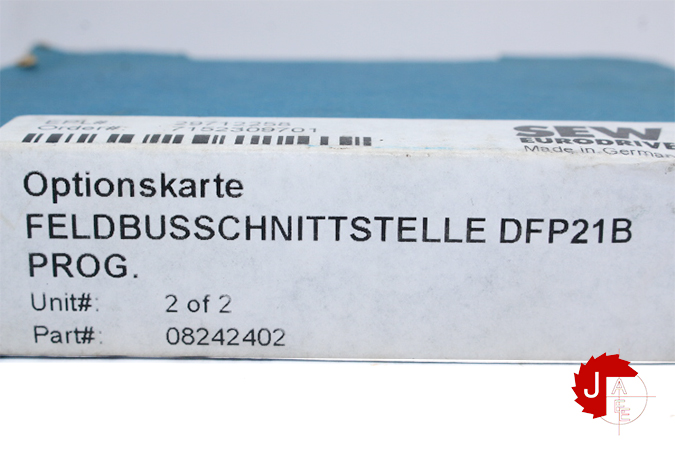 EPL#: 29712258
Order#: 7152309701
SEW
EURODRIVE
Made in German
Optionskarte
FELDBUSSCHNITTSTELLE DFP21B
PROG.
Unit#: 2 of 2
Part#: 08242402
J
A